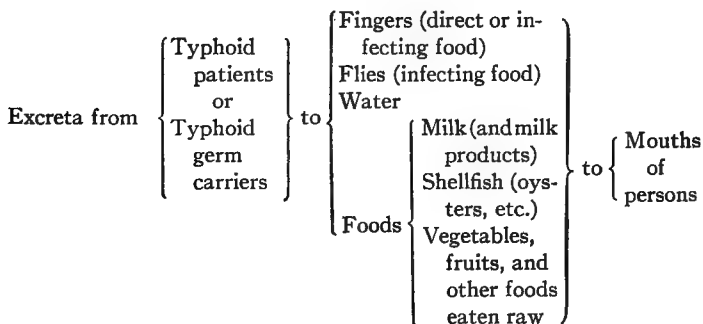 Excreta from
Typhoid
patients
or
Typhoid
germ
carriers
to
Fingers (direct or in-
fecting food)
Flies (infecting food)
Water
Foods
Milk (and milk
products)
Shellfish (oys-
ters, etc.)
Vegetables,
fruits, and
other foods
eaten raw
to
Mouths
of
persons